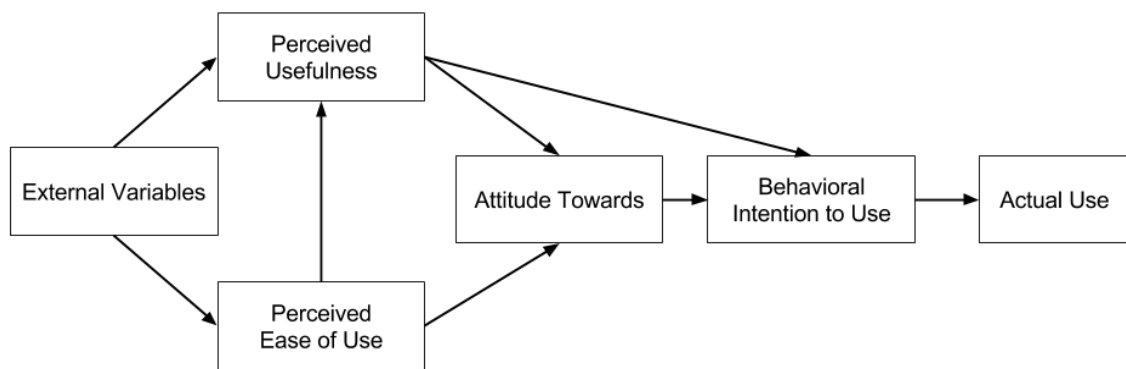 Perceived
Usefulness
External Variables
Attitude Towards
Behavioral
Intention to Use
Actual Use
Perceived
Ease of Use